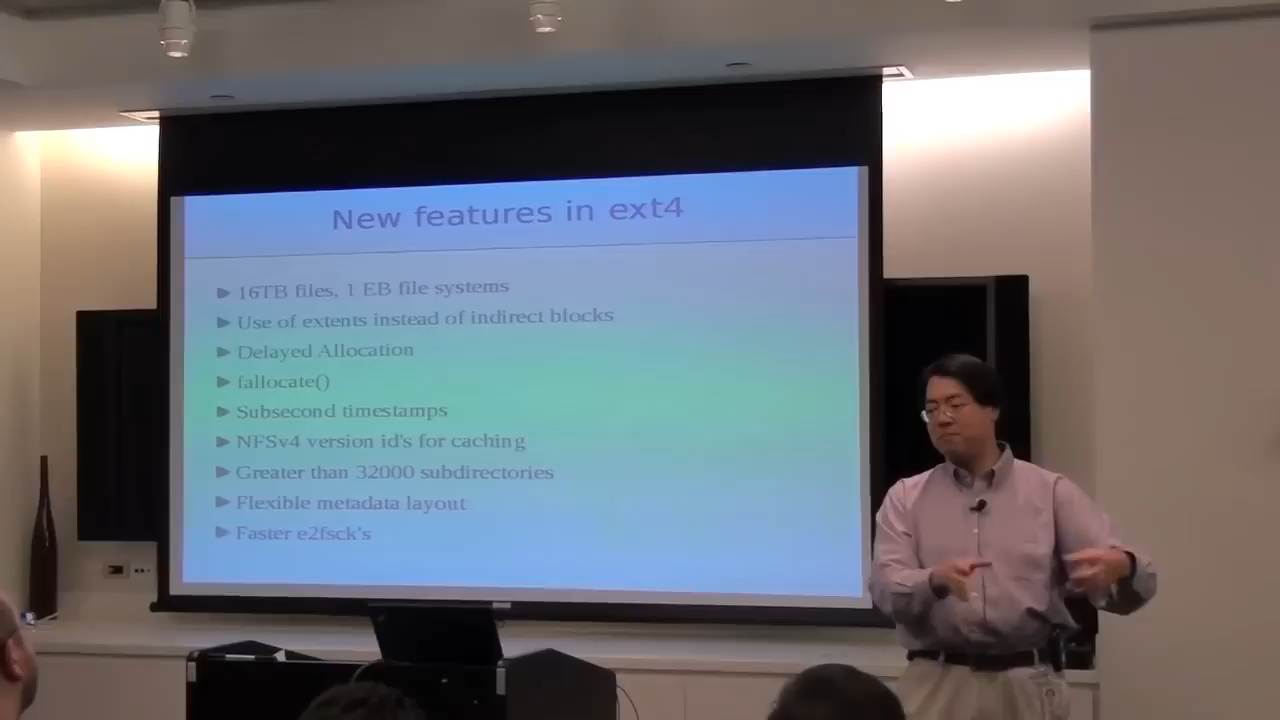 New features in ext4
16TB files, 1 EB file systems
Use of extents instead of indirect blocks
Delayed Allocation
fallocate()
Subsecond timestamps
NFSv4 version id's for caching
Greater than 32000 subdirectories
Flexible metadata layout
Faster e2fsck's